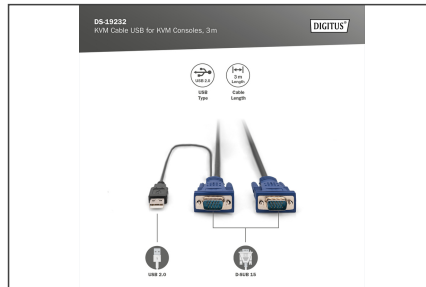 DS-19232
KVM Cable USB for KVM Consoles, 3 m
DIGITUS®
USB 2.0
3 m
Length
USB
Type
Cable
Length
USB 2.0
D-SUB 15